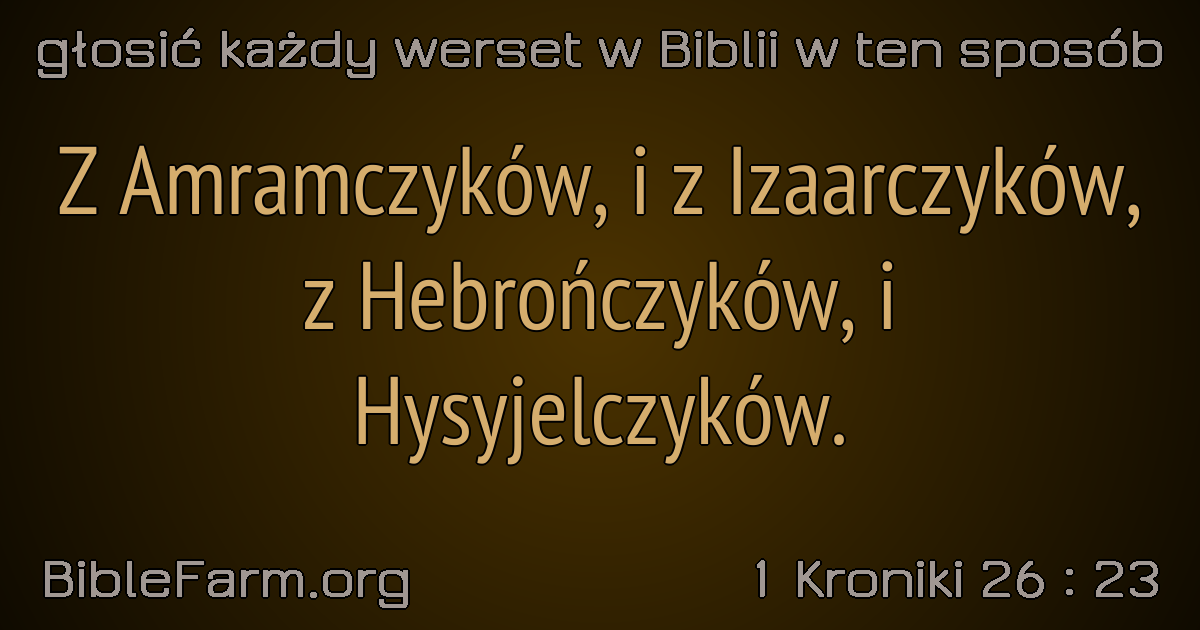 głosić każdy werset w Biblii w ten sposób
Z Amramczyków, i z Izaarczyków,
z Hebrończyków, i
Hysyjelczyków.
BibleFarm.org
1 Kroniki 26 : 23